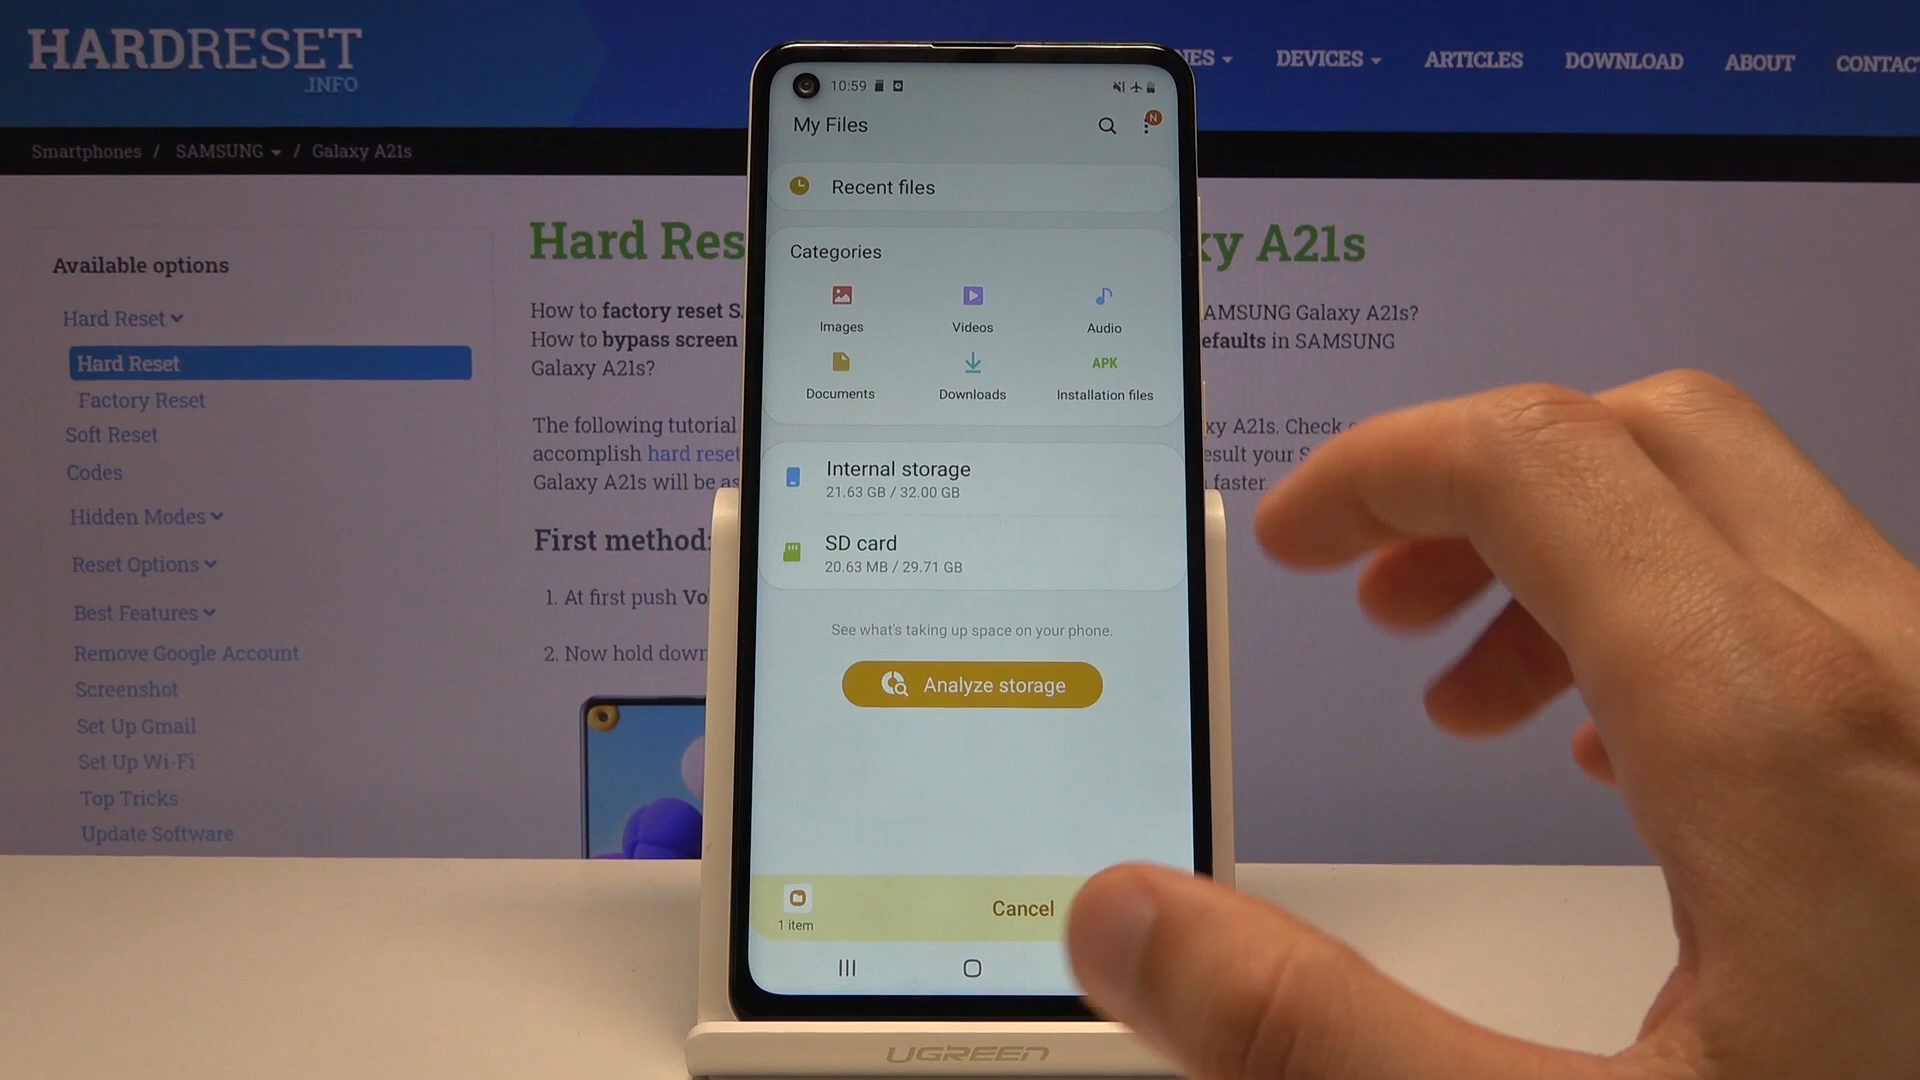 HARDRESET
.INFO
DEVICES
ARTICLES
DOWNLOAD
ABOUT
Smartphones / SAMSUNG / Galaxy A21s
Available options
Hard Reset
Hard Reset
Factory Reset
Soft Reset
Codes
Hidden Modes
Reset Options
Best Features
Remove Google Account
Screenshot
Set Up Gmail
Set Up Wi-Fi
Top Tricks
Update Software
Hard Res
xy A21s
How to factory reset S
AMSUNG Galaxy A21s?
How to bypass screen
efaults in SAMSUNG
Galaxy A21s?
The following tutorial
xy A21s. Check
accomplish hard reset
esult your S
Galaxy A21s will be as
faster.
First method:
1. At first push Vo
2. Now hold down
10:59
My Files
N
Recent files
Categories
Images
Videos
Audio
APK
Documents
Downloads
Installation files
Internal storage
21.63 GB / 32.00 GB
SD card
20.63 MB / 29.71 GB
See what's taking up space on your phone.
Analyze storage
1 item
Cancel
UGREEN